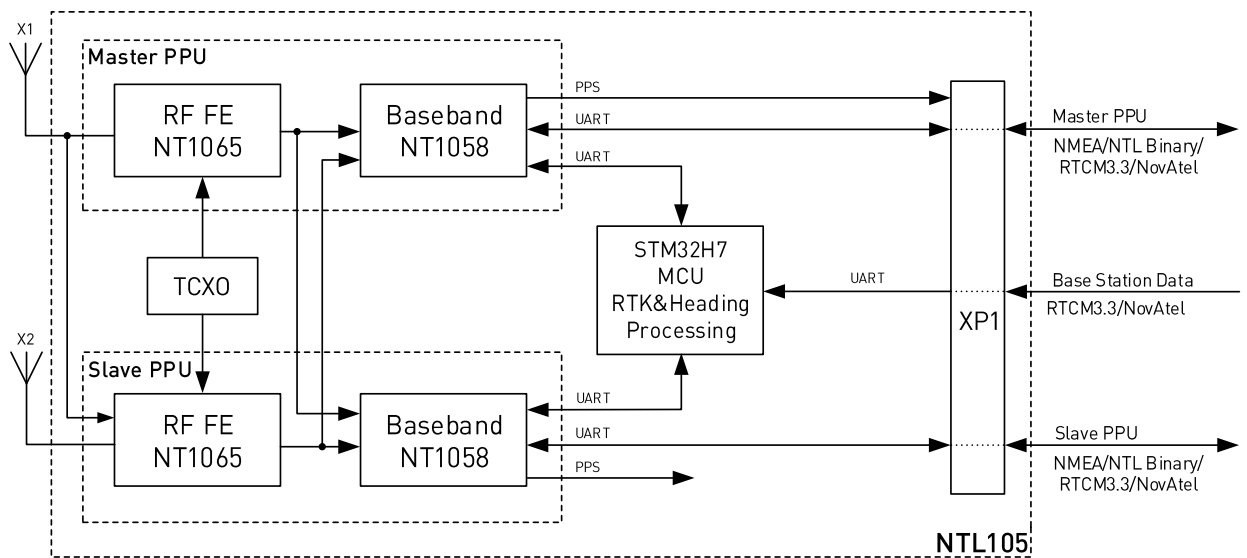 X1
Master PPU
RF FE
NT1065
Baseband
NT1058
PPS
UART
UART
Master PPU
NMEA/NTL Binary/
RTCM3.3/NovAtel
TCXO
STM32H7
MCU
RTK&Heading
Processing
UART
XP1
Base Station Data
RTCM3.3/NovAtel
X2
Slave PPU
RF FE
NT1065
Baseband
NT1058
UART
UART
PPS
Slave PPU
NMEA/NTL Binary/
RTCM3.3/NovAtel
NTL105